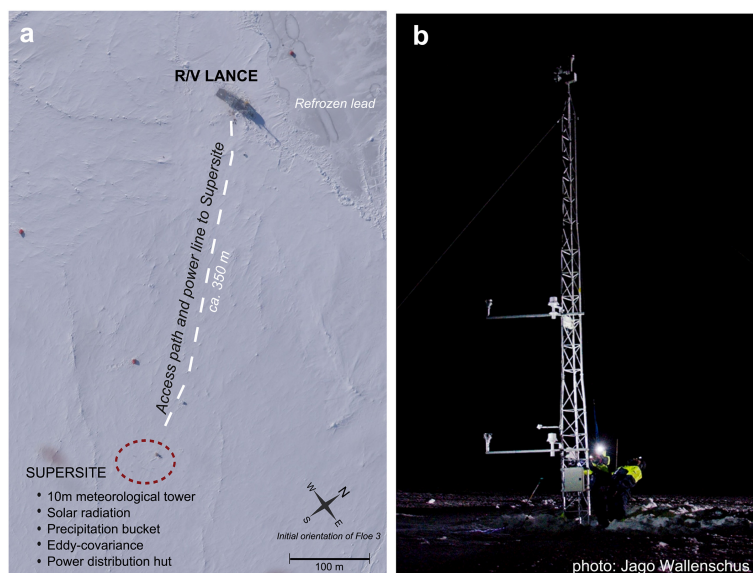 a
R/V LANCE
Refrozen lead
Access path and power line to Supersite
ca. 350 m
SUPERSITE
• 10m meteorological tower
• Solar radiation
• Precipitation bucket
• Eddy-covariance
• Power distribution hut
W
N
S
E
Initial orientation of Floe 3
100 m
b
photo: Jago Wallenschus